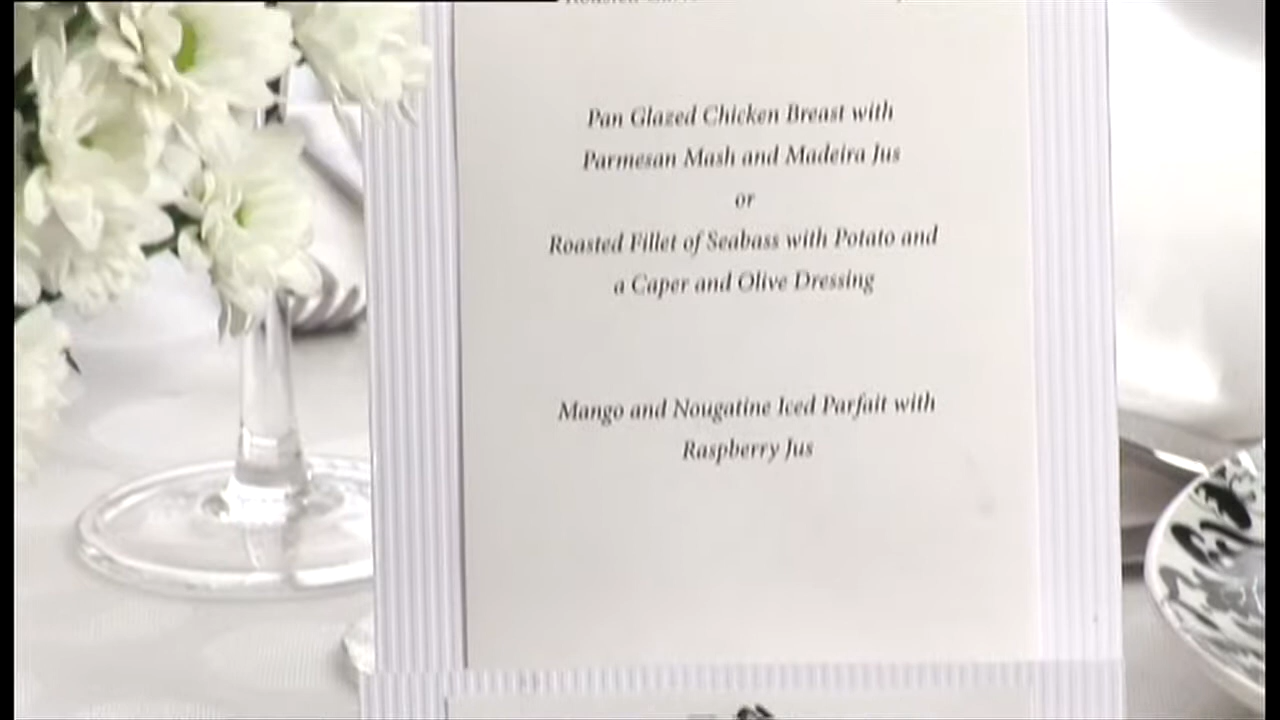 Roasted
Pan Glazed Chicken Breast with
Parmesan Mash and Madeira Jus
or
Roasted Fillet of Seabass with Potato and
a Caper and Olive Dressing
Mango and Nougatine Iced Parfait with
Raspberry Jus